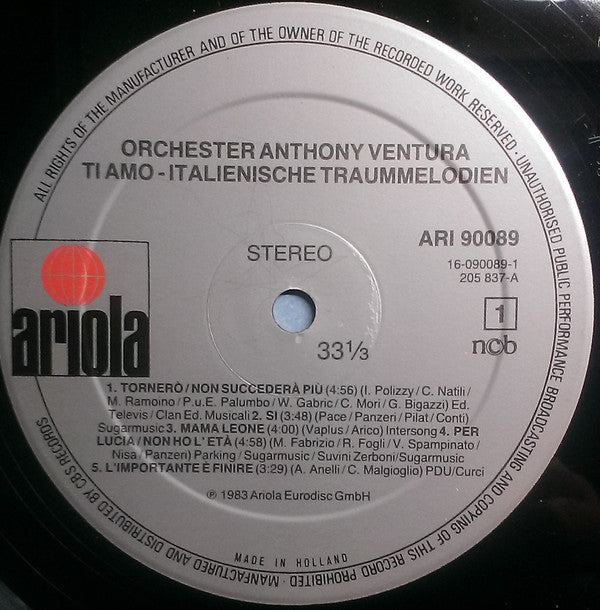 ALL RIGHTS OF THE MANUFACTURER AND OF THE OWNER OF THE RECORDED WORK RESERVED · UNAUTHORISED PUBLIC PERFORMANCE BROADCASTING AND COPYING OF THIS RECORD PROHIBITED · MANUFACTURED AND DISTRIBUTED BY CBS RECORDS
ORCHESTER ANTHONY VENTURA
TI AMO - ITALIENISCHE TRAUMMELODIEN
STEREO
ARI 90089
16-090089-1
205 837-A
ariola
1
33⅓
ncb
1. TORNERÒ / NON SUCCEDERÀ PIÙ (4:56) (I. Polizzy / C. Natili /
M. Ramoino / P.u.E. Palumbo / W. Gabric / C. Mori / G. Bigazzi) Ed.
Televis / Clan Ed. Musicali 2. SI (3:48) (Pace / Panzeri / Pilat / Conti)
Sugarmusic 3. MAMA LEONE (4:00) (Vaplus / Arico) Intersong 4. PER
LUCIA / NON HO L' ETÀ (4:58) (M. Fabrizio / R. Fogli / V. Spampinato /
Nisa / Panzen) Parking / Sugarmusic / Suvini Zerboni/Sugarmusic
5. L'IMPORTANTE È FINIRE (3:29) (A. Anelli / C. Malgioglio) PDU/Curci
℗ 1983 Ariola Eurodisc GmbH
MADE IN HOLLAND